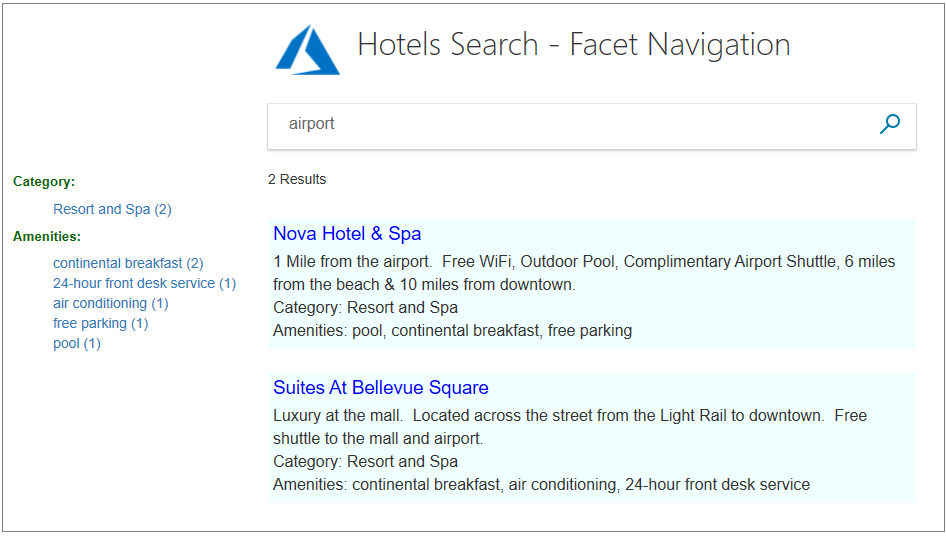 Hotels Search - Facet Navigation
airport
2 Results
Category:
Resort and Spa (2)
Amenities:
continental breakfast (2)
24-hour front desk service (1)
air conditioning (1)
free parking (1)
pool (1)
Nova Hotel & Spa
1 Mile from the airport.  Free WiFi, Outdoor Pool, Complimentary Airport Shuttle, 6 miles
from the beach & 10 miles from downtown.
Category: Resort and Spa
Amenities: pool, continental breakfast, free parking
Suites At Bellevue Square
Luxury at the mall.  Located across the street from the Light Rail to downtown.  Free
shuttle to the mall and airport.
Category: Resort and Spa
Amenities: continental breakfast, air conditioning, 24-hour front desk service